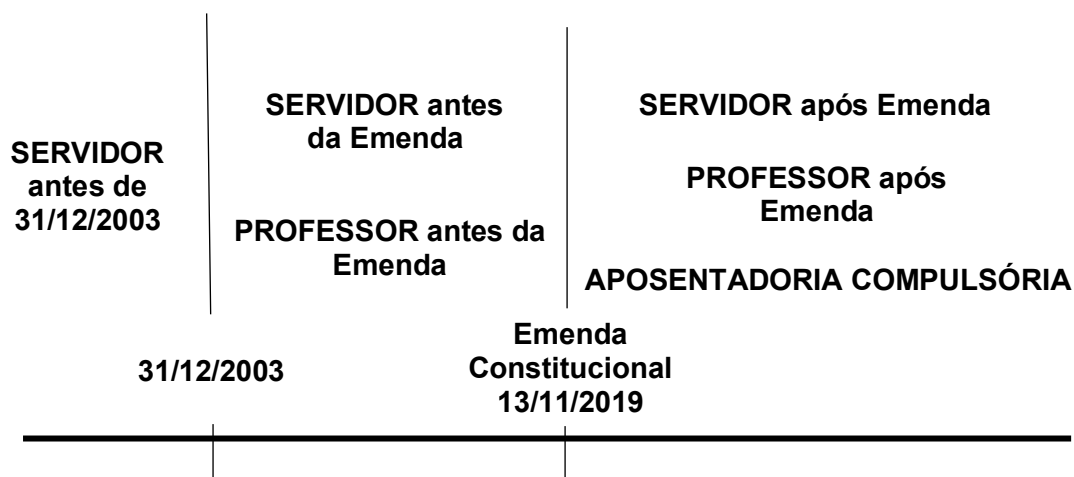 SERVIDOR
antes de
31/12/2003
SERVIDOR antes
da Emenda
PROFESSOR antes da
Emenda
SERVIDOR após Emenda
PROFESSOR após
Emenda
APOSENTADORIA COMPULSÓRIA
31/12/2003
Emenda
Constitucional
13/11/2019